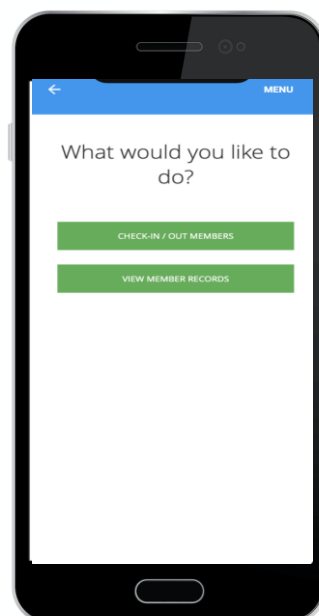 MENU
What would you like to
do?
CHECK-IN / OUT MEMBERS
VIEW MEMBER RECORDS